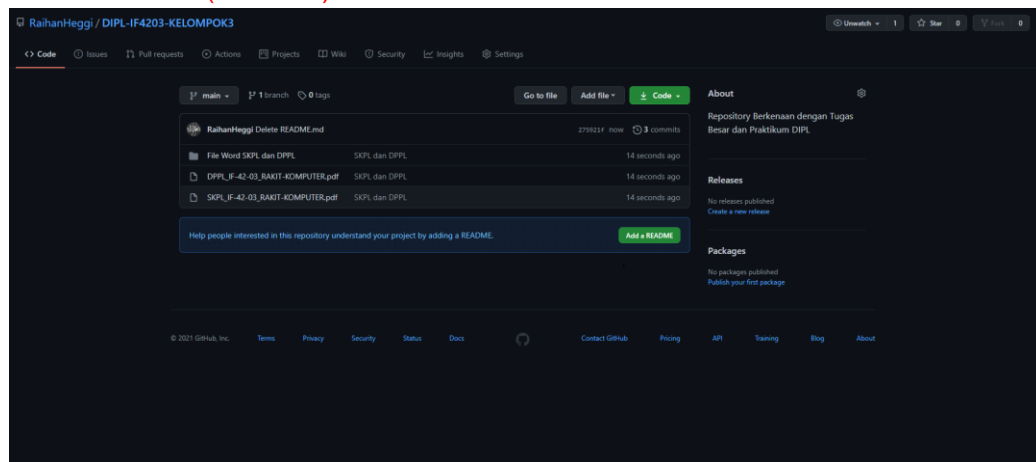 RaihanHeggi / DIPL-IF4203-KELOMPOK3
Unwatch 1 Star 0 Fork 0
Code Issues Pull requests Actions Projects Wiki Security Insights Settings
main 1 branch 0 tags Go to file Add file Code
RaihanHeggi Delete README.md 275921f now 3 commits
File Word SKPL dan DPPL SKPL dan DPPL 14 seconds ago
DPPL_IF-42-03_RAKIT-KOMPUTER.pdf SKPL dan DPPL 14 seconds ago
SKPL_IF-42-03_RAKIT-KOMPUTER.pdf SKPL dan DPPL 14 seconds ago
Help people interested in this repository understand your project by adding a README. Add a README
About
Repository Berkenaan dengan Tugas
Besar dan Praktikum DIPL
Releases
No releases published
Create a new release
Packages
No packages published
Publish your first package
© 2021 GitHub, Inc. Terms Privacy Security Status Docs Contact GitHub Pricing API Training Blog About